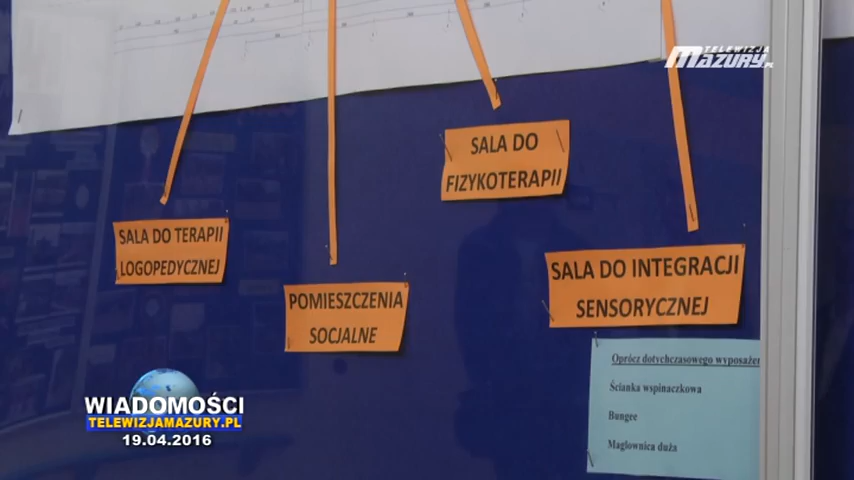 TELEWIZJA
MAZURY.PL
SALA DO
FIZYKOTERAPII
SALA DO TERAPII
LOGOPEDYCZNEJ
SALA DO INTEGRACJI
SENSORYCZNEJ
POMIESZCZENIA
SOCJALNE
Oprócz dotychczasowego
Ścianka wspinaczkowa
Bungee
Maglownica duża
WIADOMOŚCI
TELEWIZJAMAZURY.PL
19.04.2016